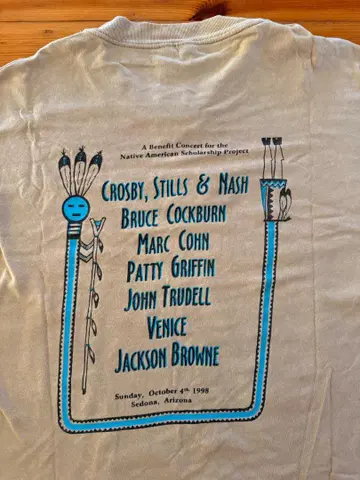 A Benefit Concert for the
Native American Scholarship Project
CROSBY, STILLS & NASH
BRUCE COCKBURN
MARC COHN
PATTY GRIFFIN
JOHN TRUDELL
VENICE
JACKSON BROWNE
Sunday, October 4th 1998
Sedona, Arizona